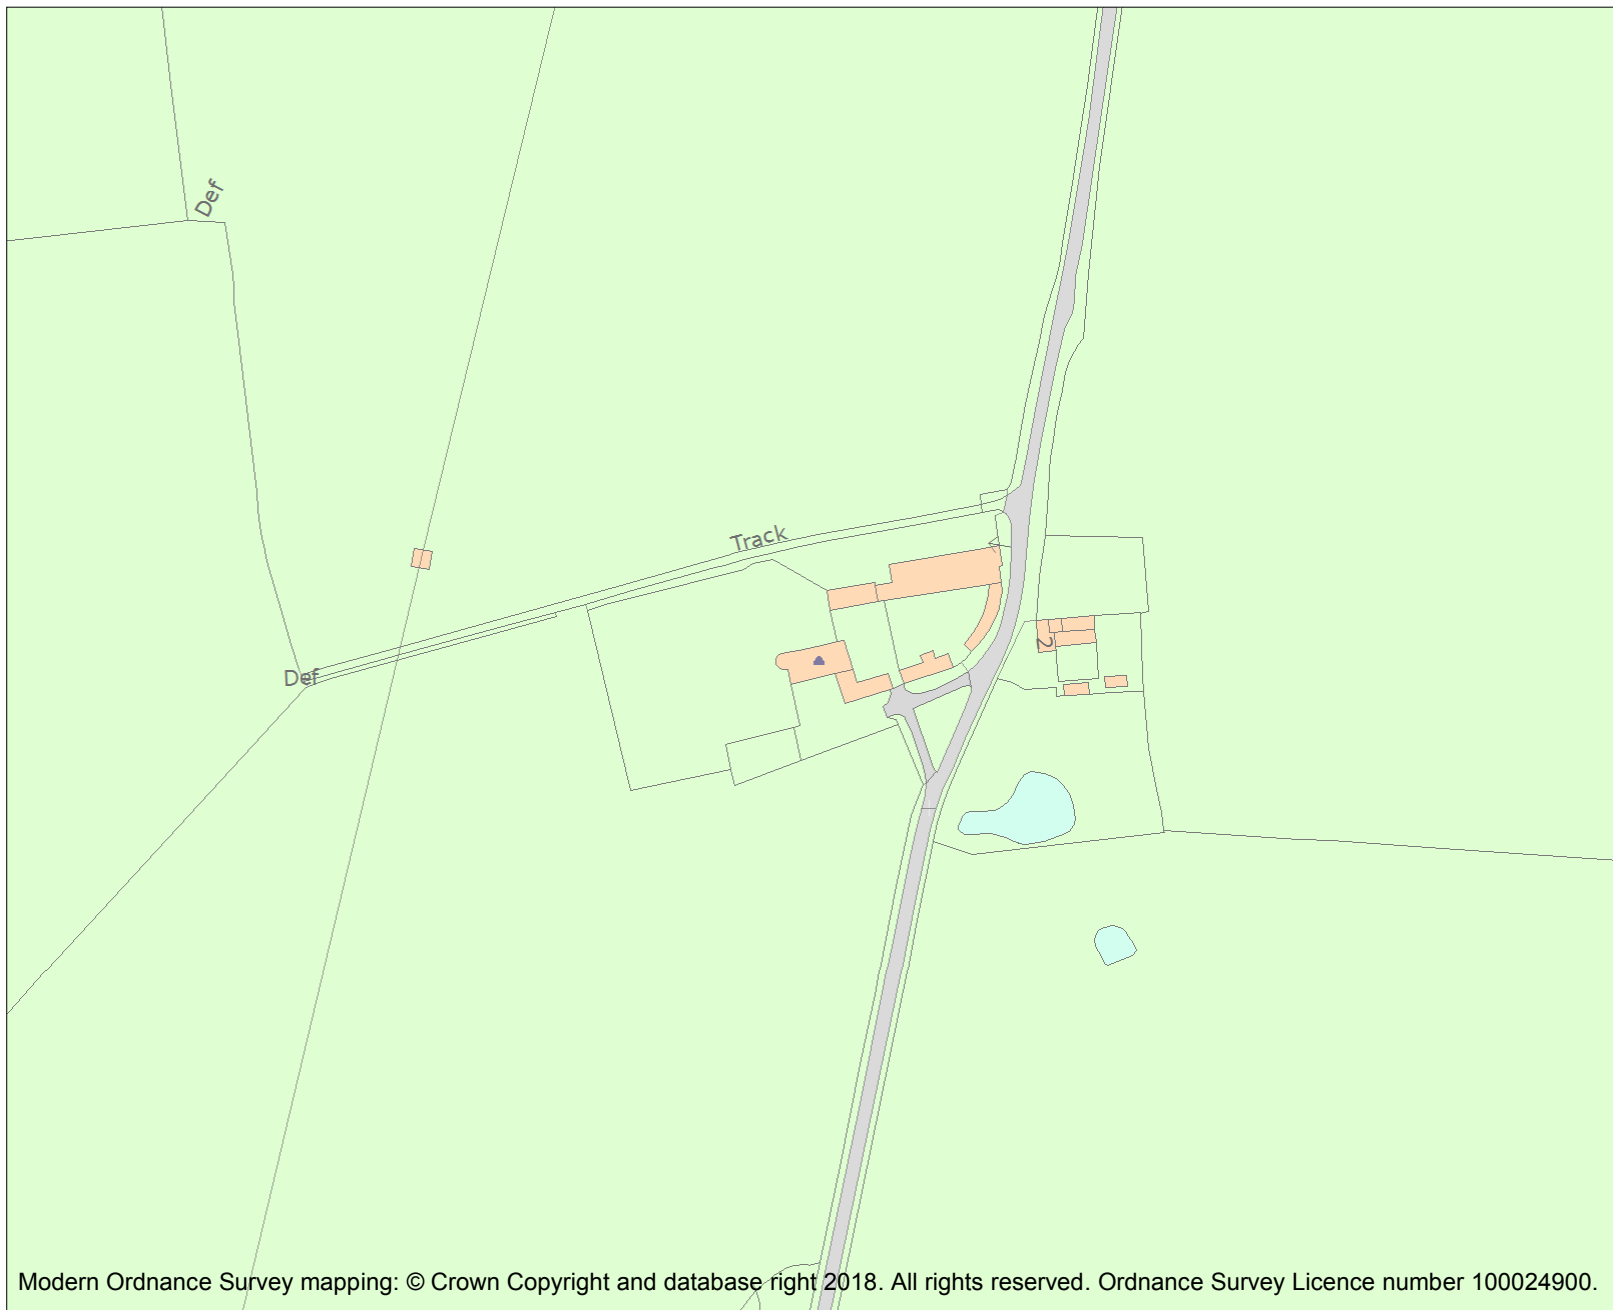 Def
Track
2
Def
Modern Ordnance Survey mapping: © Crown Copyright and database right 2018. All rights reserved. Ordnance Survey Licence number 100024900.